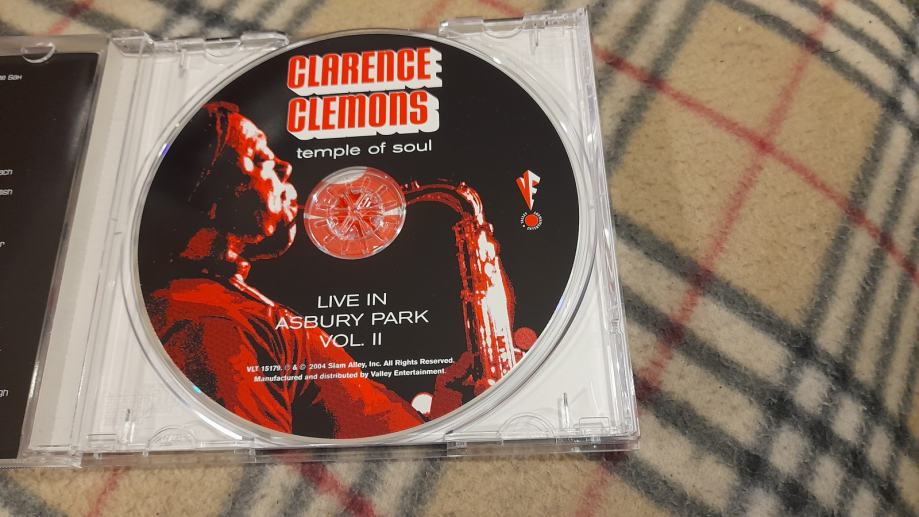 CLARENCE
CLEMONS
temple of soul
VF
LIVE IN
ASBURY PARK
VOL. II
VLT 15179. ℗ & © 2004 Slam Alley, Inc. All Rights Reserved.
Manufactured and distributed by Valley Entertainment.